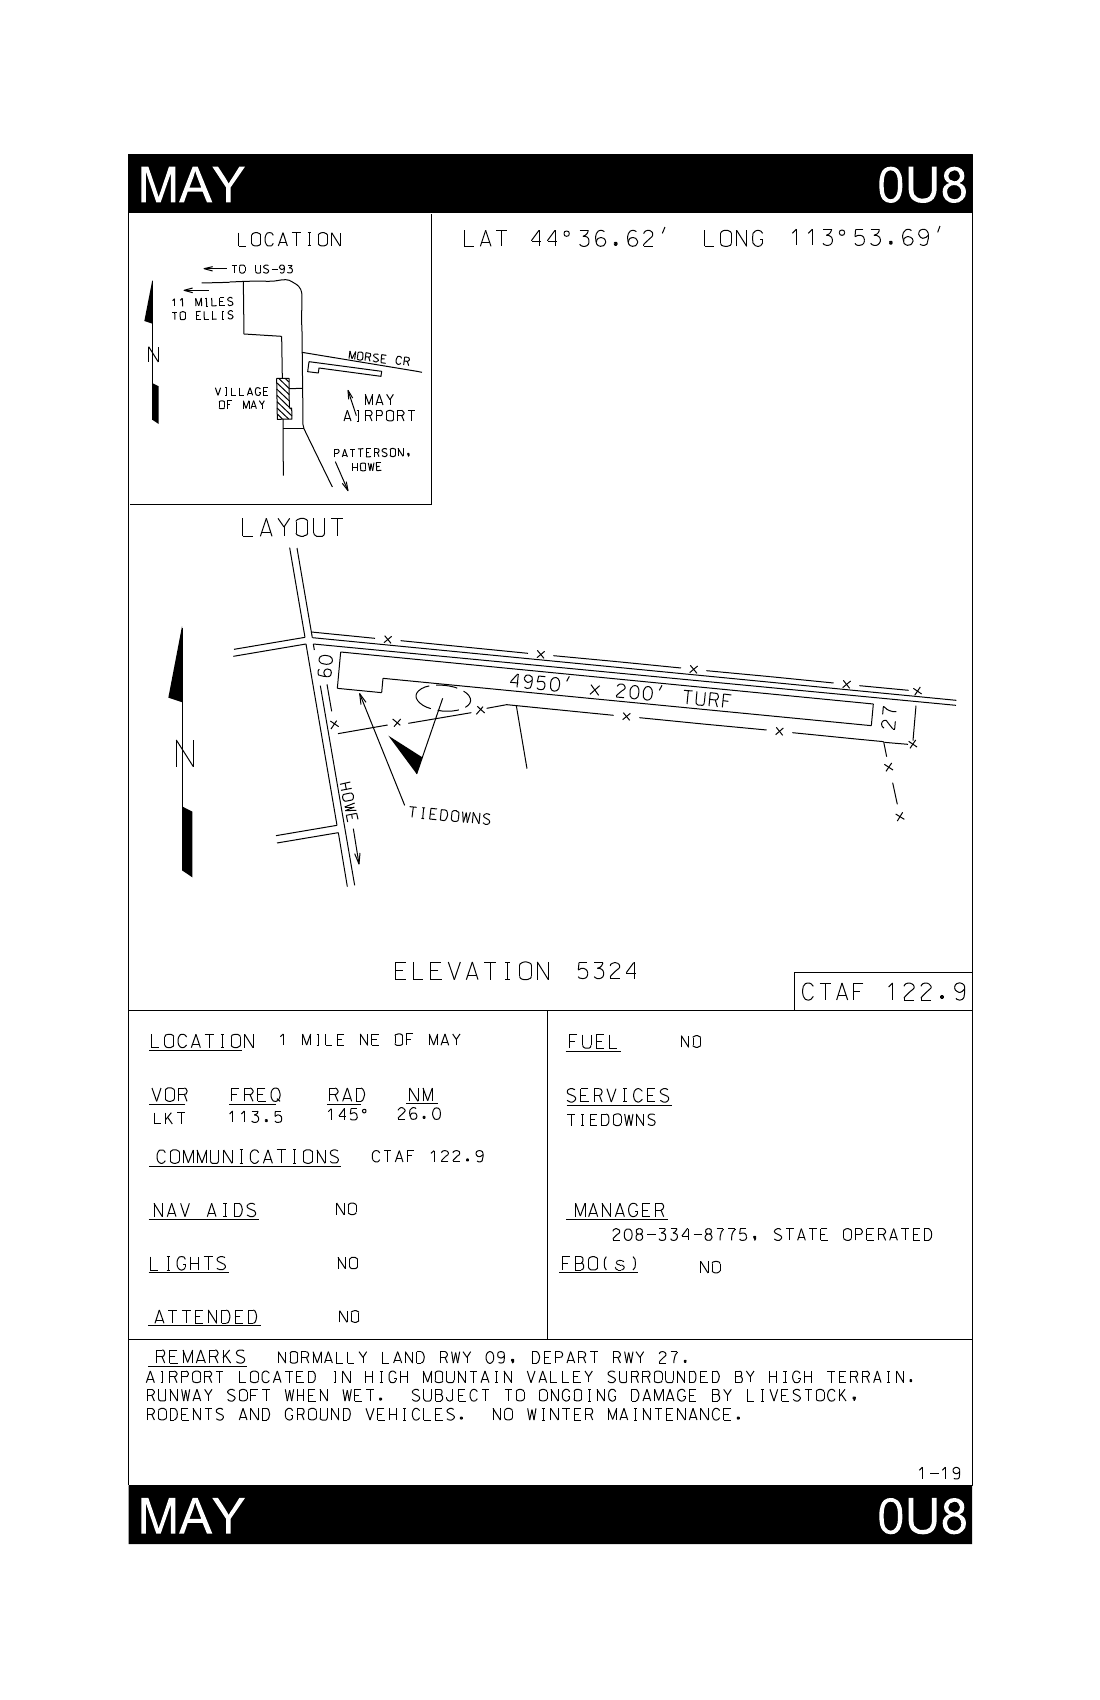 MAY 0U8
LOCATION
LAT 44°36.62' LONG 113°53.69'
TO US-93
11 MILES
TO ELLIS
N
MORSE CR
VILLAGE
OF MAY
MAY
AIRPORT
PATTERSON,
HOWE
LAYOUT
09
4950' x 200' TURF
27
N
HOWE
TIEDOWNS
ELEVATION 5324
CTAF 122.9
LOCATION 1 MILE NE OF MAY
VOR FREQ RAD NM
LKT 113.5 145° 26.0
COMMUNICATIONS CTAF 122.9
NAV AIDS NO
LIGHTS NO
ATTENDED NO
FUEL NO
SERVICES
TIEDOWNS
MANAGER
208-334-8775, STATE OPERATED
FBO(s) NO
REMARKS NORMALLY LAND RWY 09, DEPART RWY 27.
AIRPORT LOCATED IN HIGH MOUNTAIN VALLEY SURROUNDED BY HIGH TERRAIN.
RUNWAY SOFT WHEN WET. SUBJECT TO ONGOING DAMAGE BY LIVESTOCK,
RODENTS AND GROUND VEHICLES. NO WINTER MAINTENANCE.
1-19
MAY 0U8